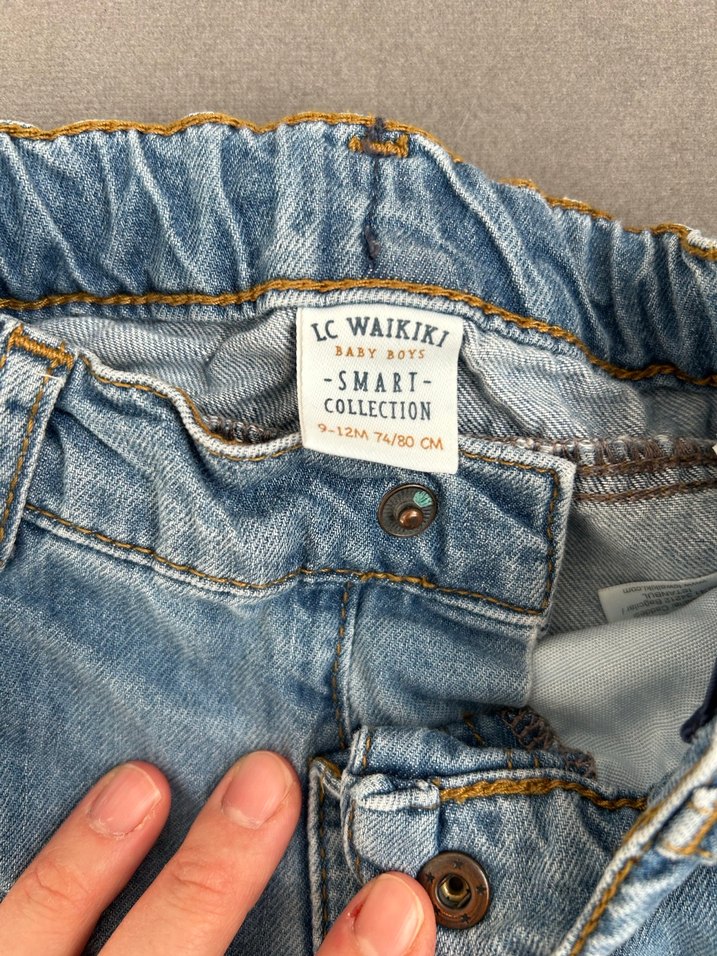 LC WAIKIKI
BABY BOYS
-SMART-
COLLECTION
9-12M 74/80 CM